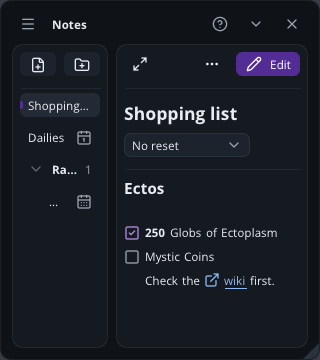 Notes
Edit
Shopping...
Dailies
Ra... 1
...
Shopping list
No reset
Ectos
250 Globs of Ectoplasm
Mystic Coins
Check the wiki first.